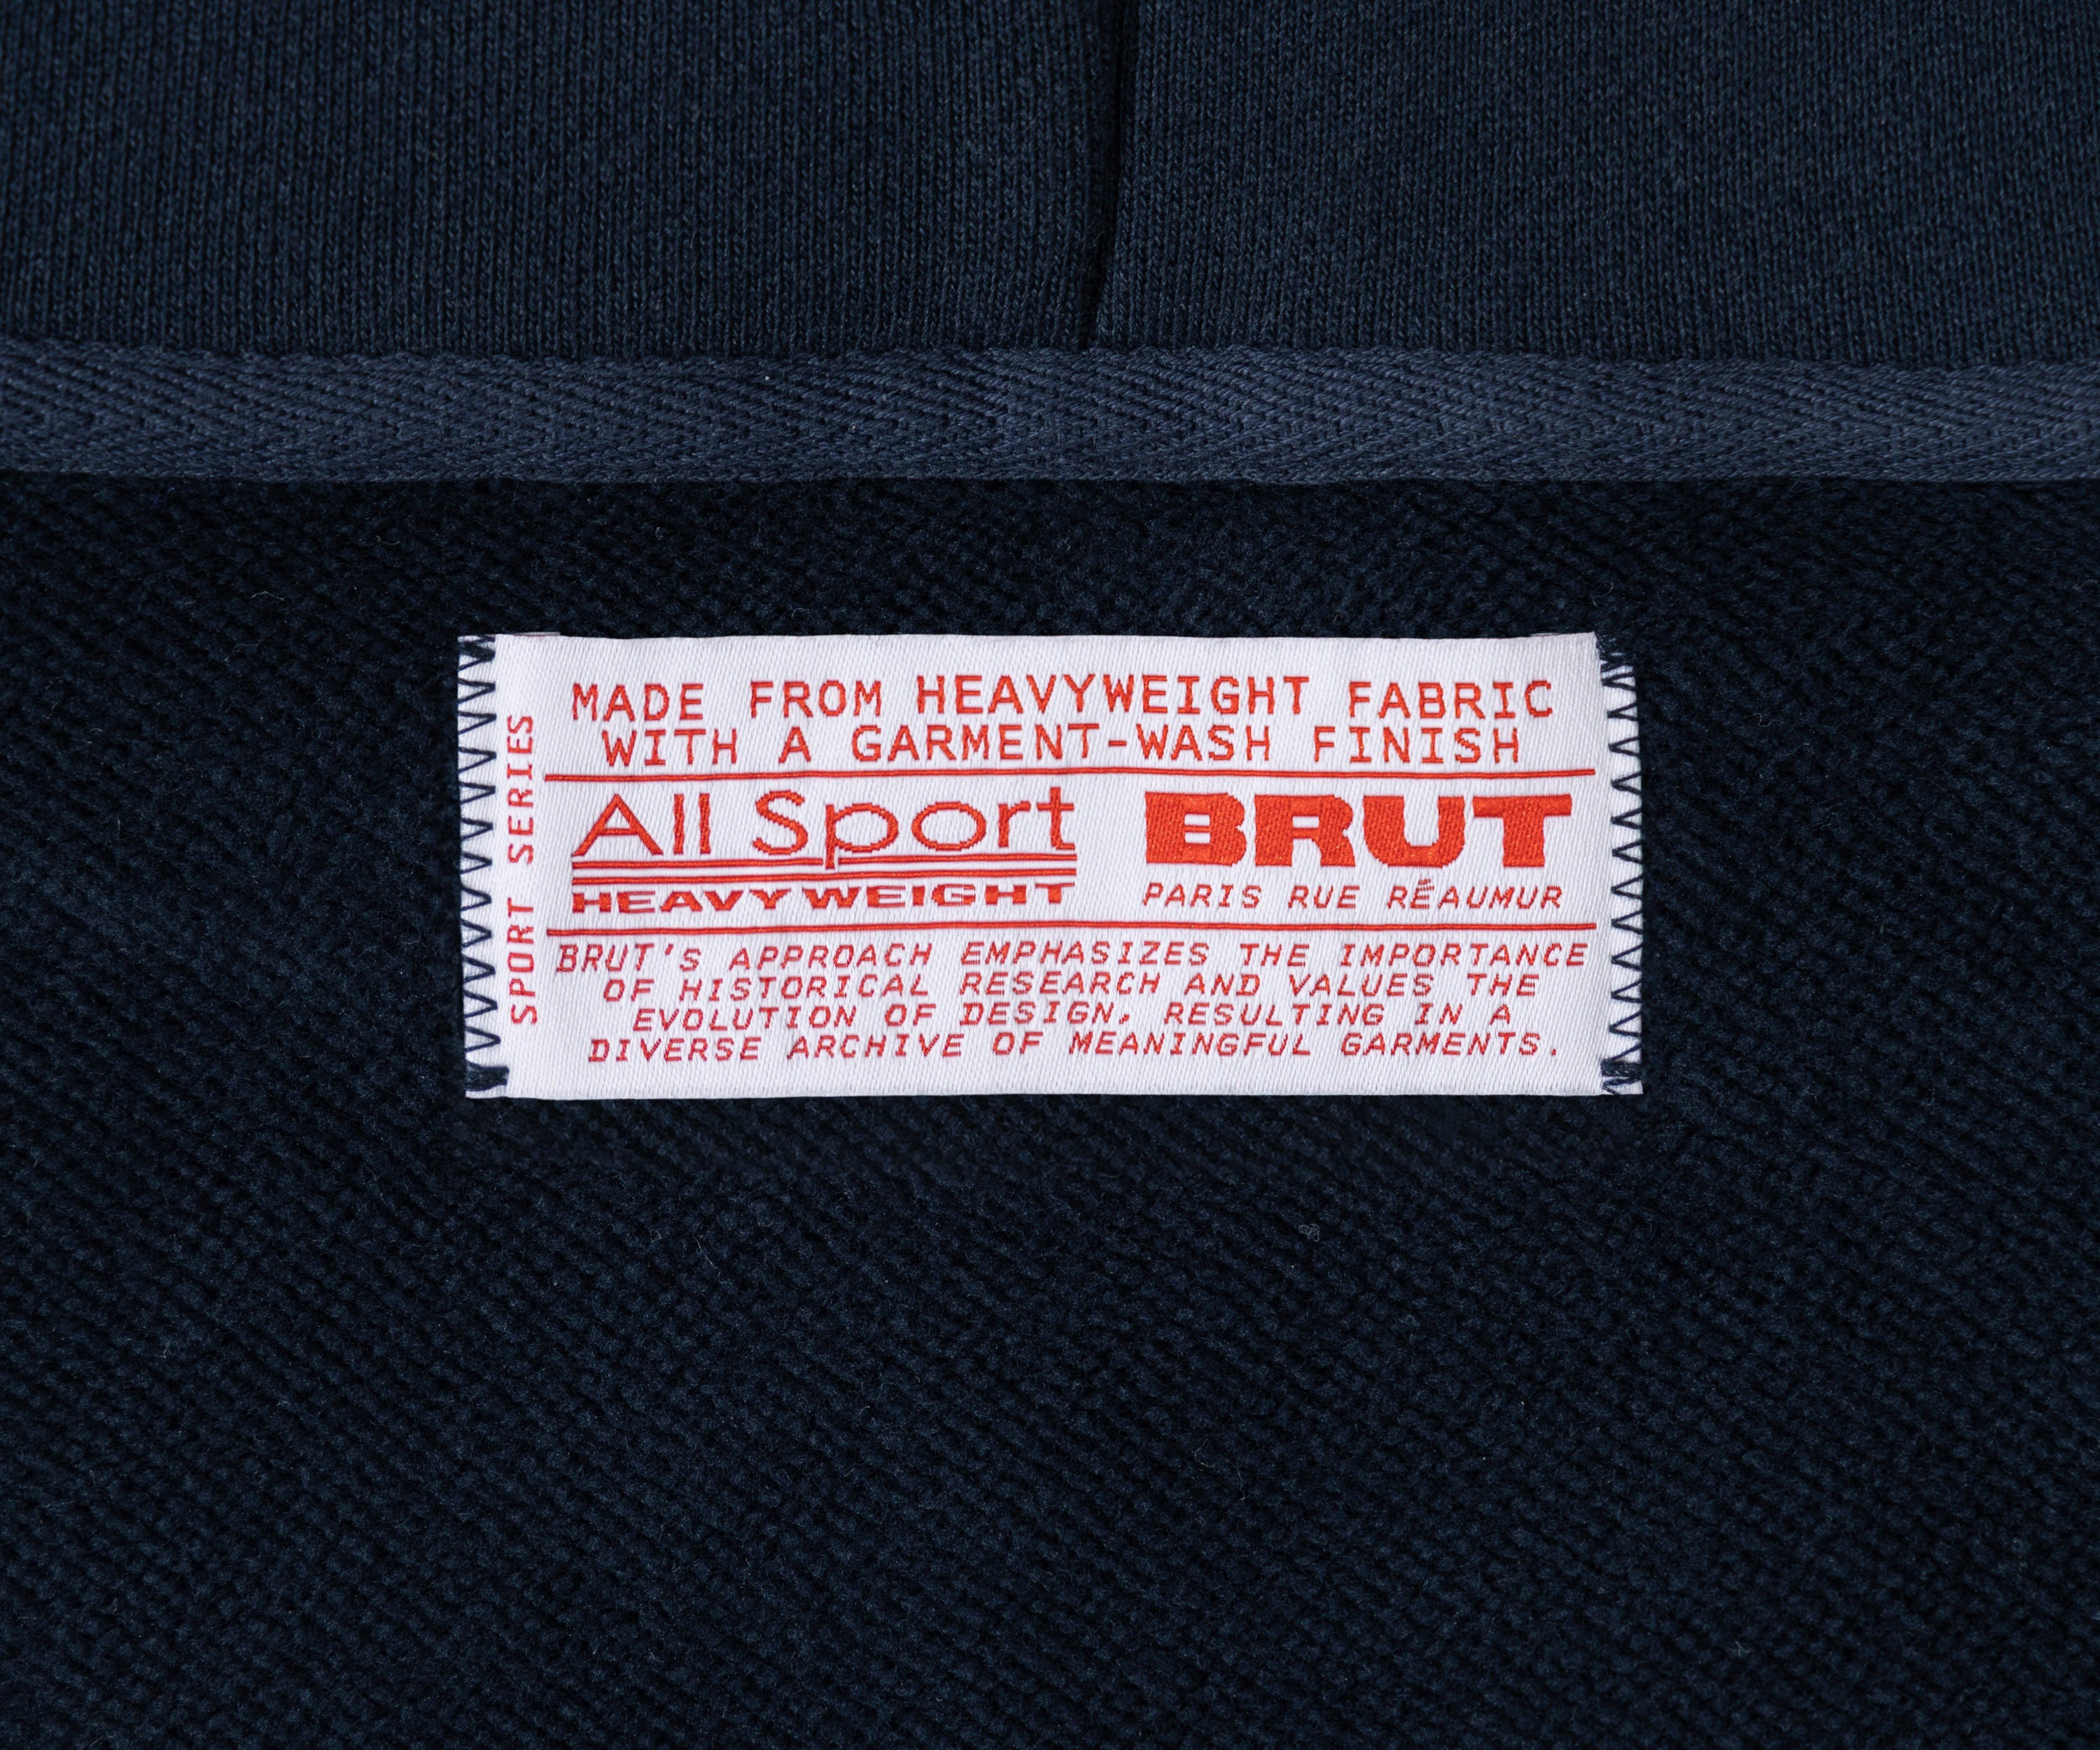 MADE FROM HEAVYWEIGHT FABRIC
WITH A GARMENT-WASH FINISH
SPORT SERIES
All Sport
HEAVYWEIGHT
BRUT
PARIS RUE RÉAUMUR
BRUT'S APPROACH EMPHASIZES THE IMPORTANCE
OF HISTORICAL RESEARCH AND VALUES THE
EVOLUTION OF DESIGN, RESULTING IN A
DIVERSE ARCHIVE OF MEANINGFUL GARMENTS.